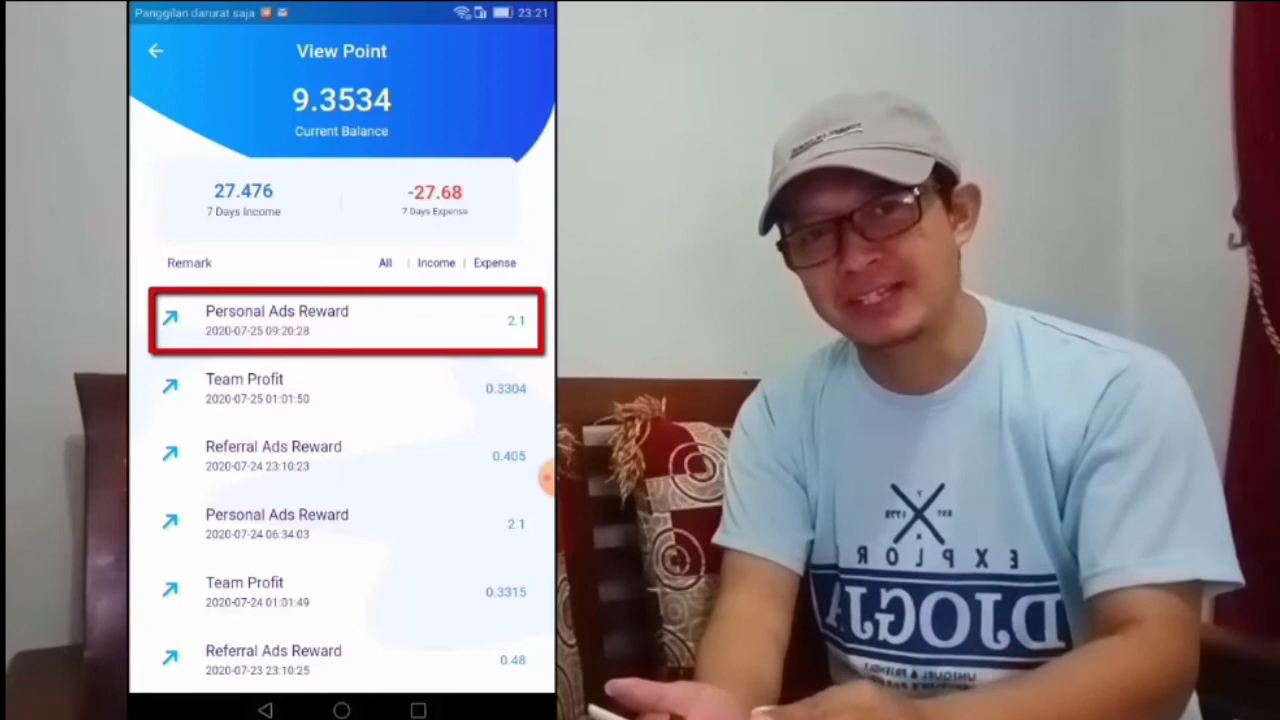 Panggilan darurat saja
23:21
View Point
9.3534
Current Balance
27.476
-27.68
7 Days Income
7 Days Expense
Remark
All | Income | Expense
Personal Ads Reward
2020-07-25 09:20:28
2.1
Team Profit
2020-07-25 01:01:50
0.3304
Referral Ads Reward
2020-07-24 23:10:23
0.405
Personal Ads Reward
2020-07-24 06:34:03
2.1
Team Profit
2020-07-24 01:01:49
0.3315
Referral Ads Reward
2020-07-23 23:10:25
0.48
EST
1775
EXPLOR
DJOGJA
UNIQUEL & FRIENDLY